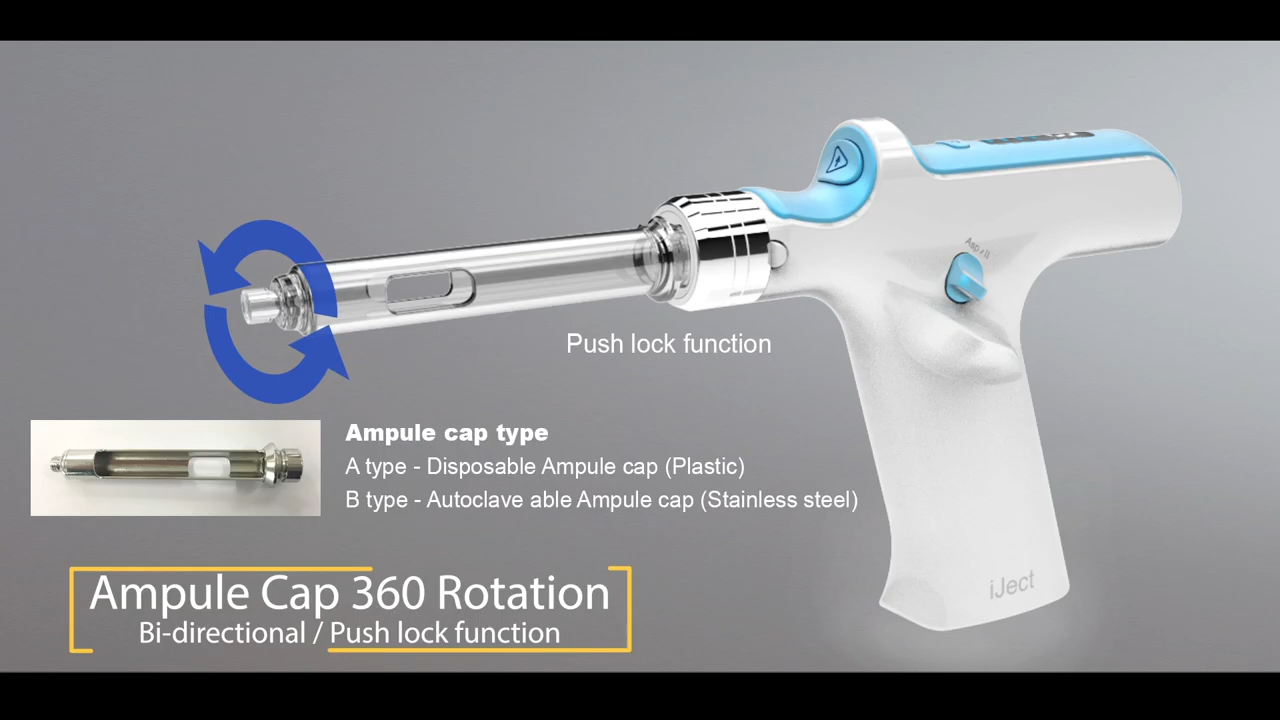 Asp / B
Push lock function
Ampule cap type
A type - Disposable Ampule cap (Plastic)
B type - Autoclave able Ampule cap (Stainless steel)
iJect
Ampule Cap 360 Rotation
Bi-directional / Push lock function